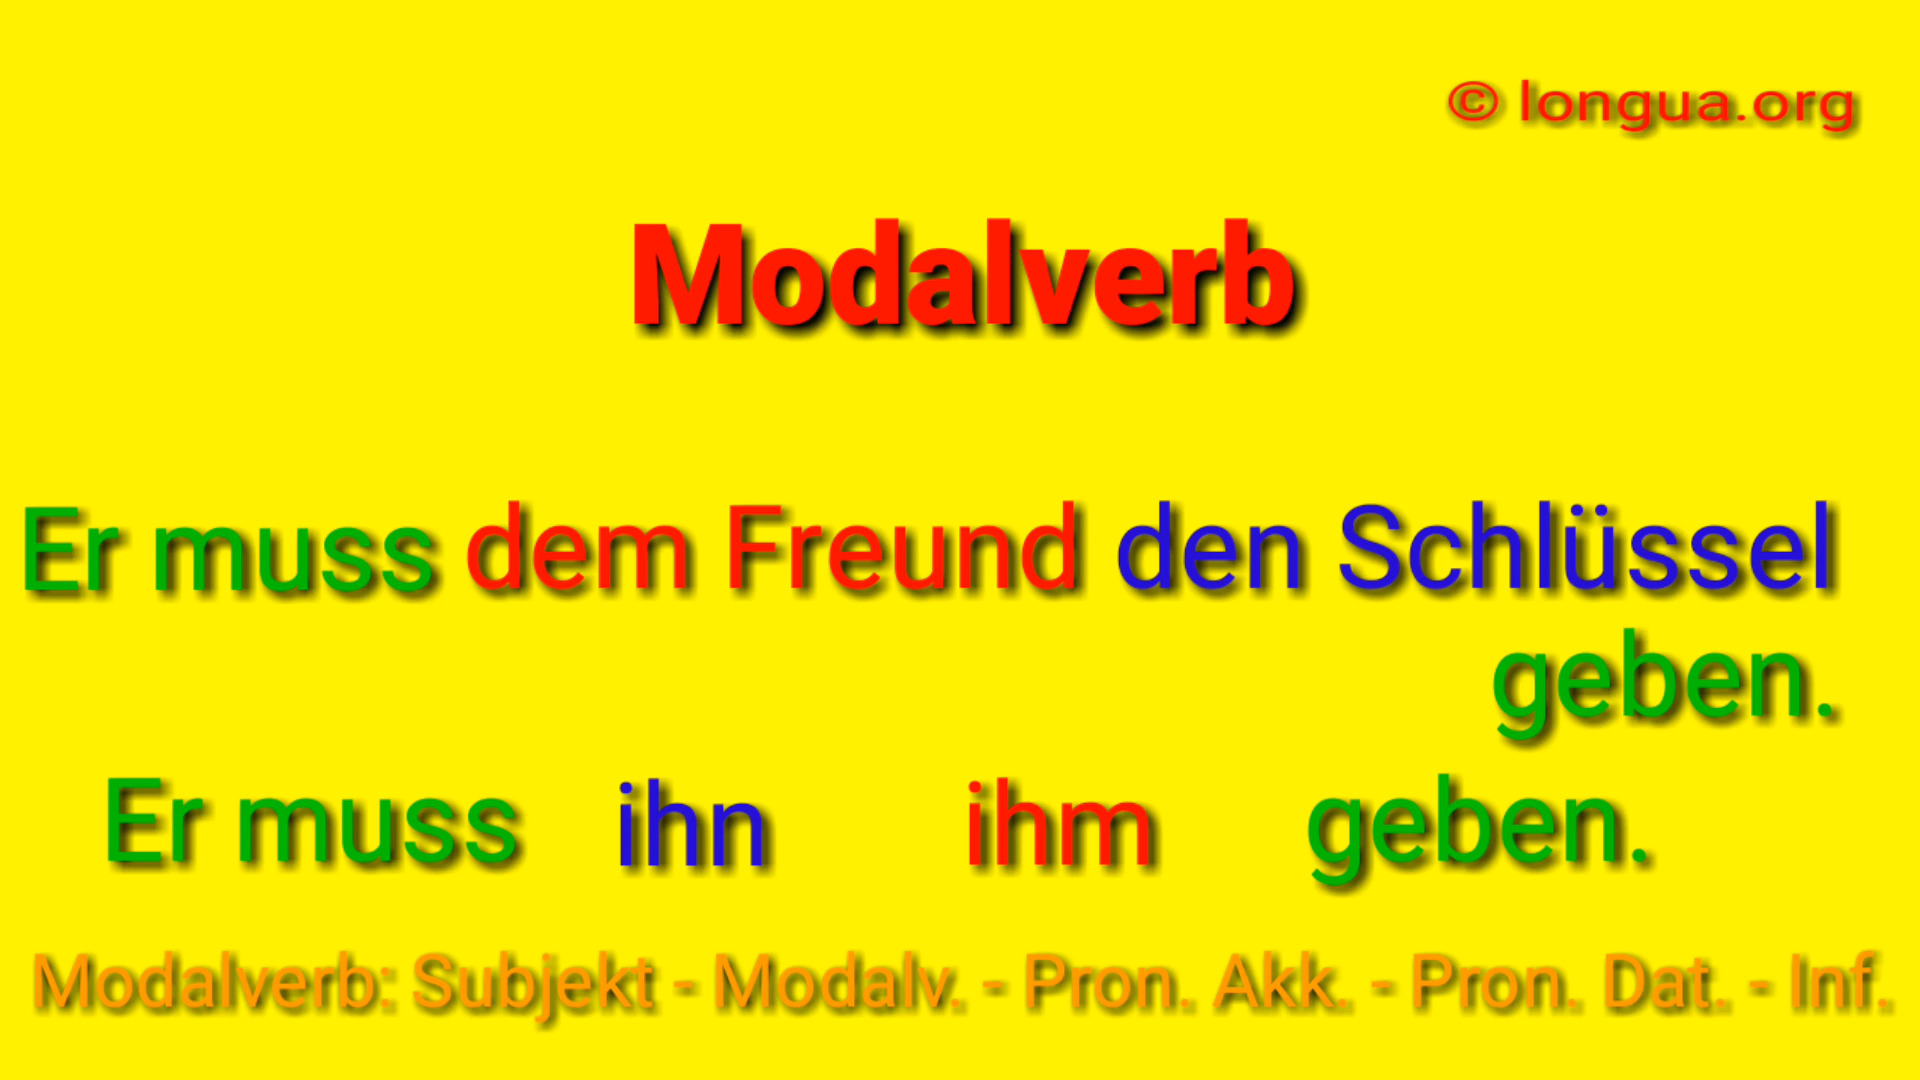 © longua.org
Modalverb
Er muss dem Freund den Schlüssel
geben.
Er muss ihn ihm geben.
Modalverb: Subjekt - Modalv. - Pron. Akk. - Pron. Dat. - Inf.